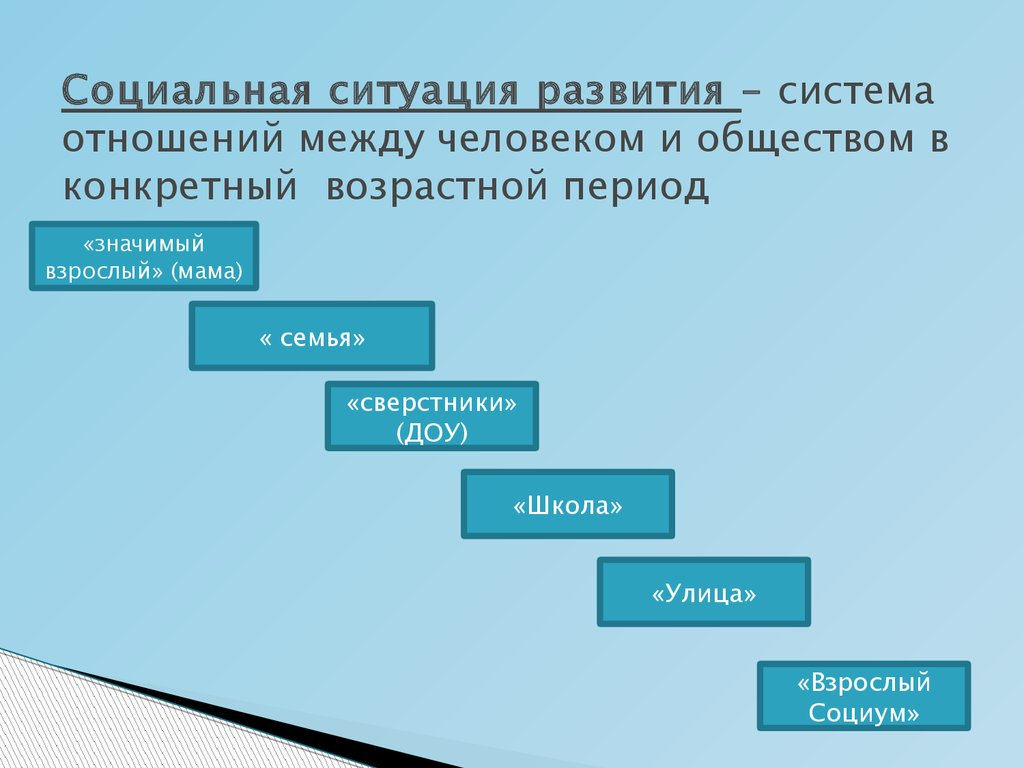 Социальная ситуация развития – система
отношений между человеком и обществом в
конкретный  возрастной период
«значимый
взрослый» (мама)
« семья»
«сверстники»
(ДОУ)
«Школа»
«Улица»
«Взрослый
Социум»